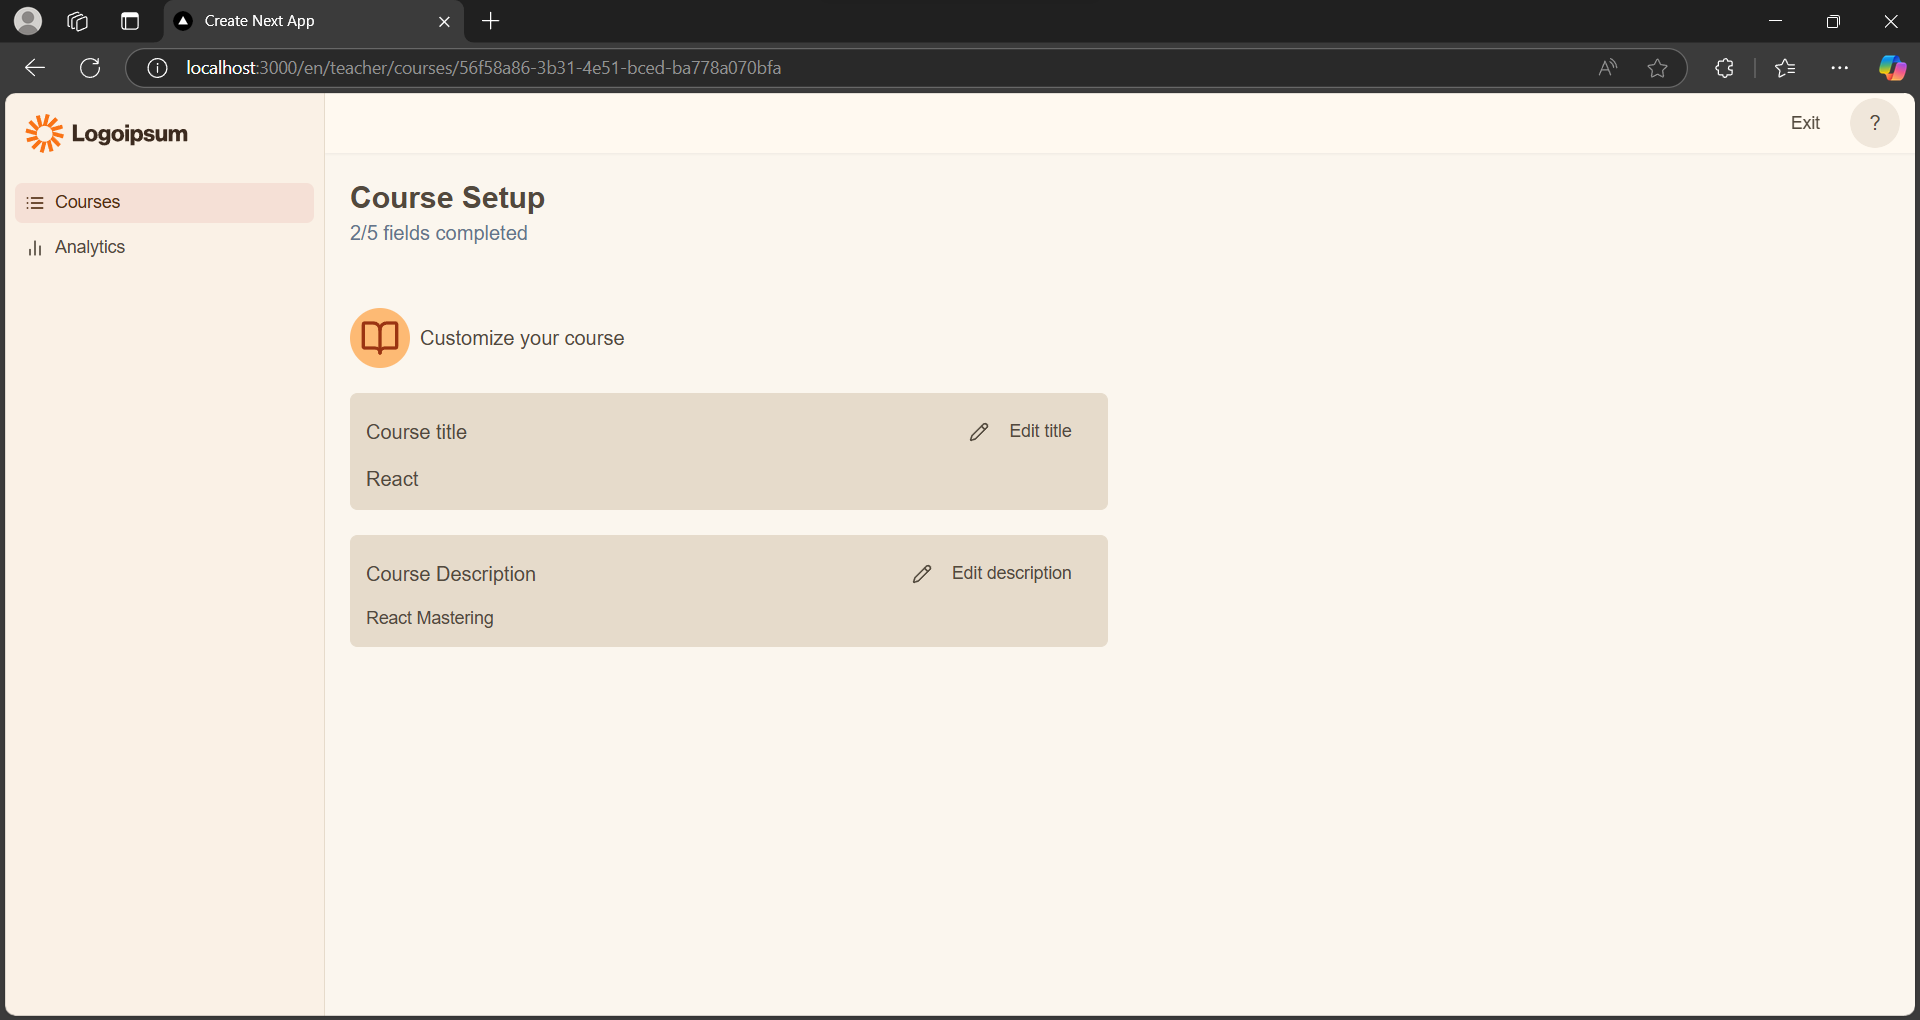 Create Next App
localhost:3000/en/teacher/courses/56f58a86-3b31-4e51-bced-ba778a070bfa
Logoipsum
Exit
?
Courses
Analytics
Course Setup
2/5 fields completed
Customize your course
Course title
Edit title
React
Course Description
Edit description
React Mastering